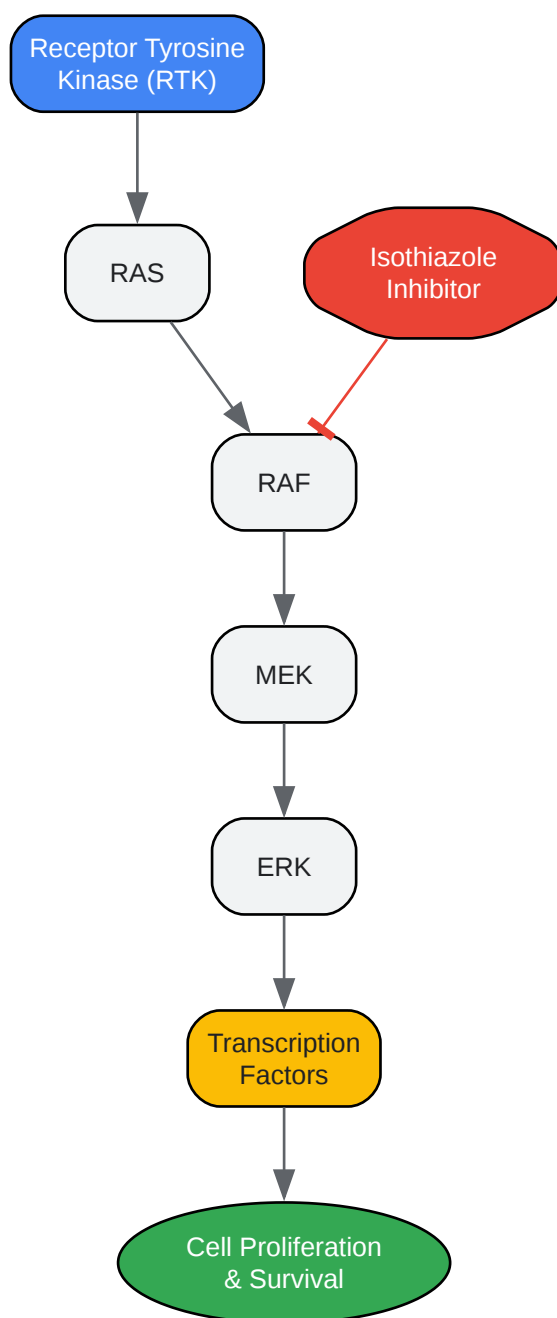 Receptor Tyrosine
Kinase (RTK)
RAS
Isothiazole
Inhibitor
RAF
MEK
ERK
Transcription
Factors
Cell Proliferation
& Survival